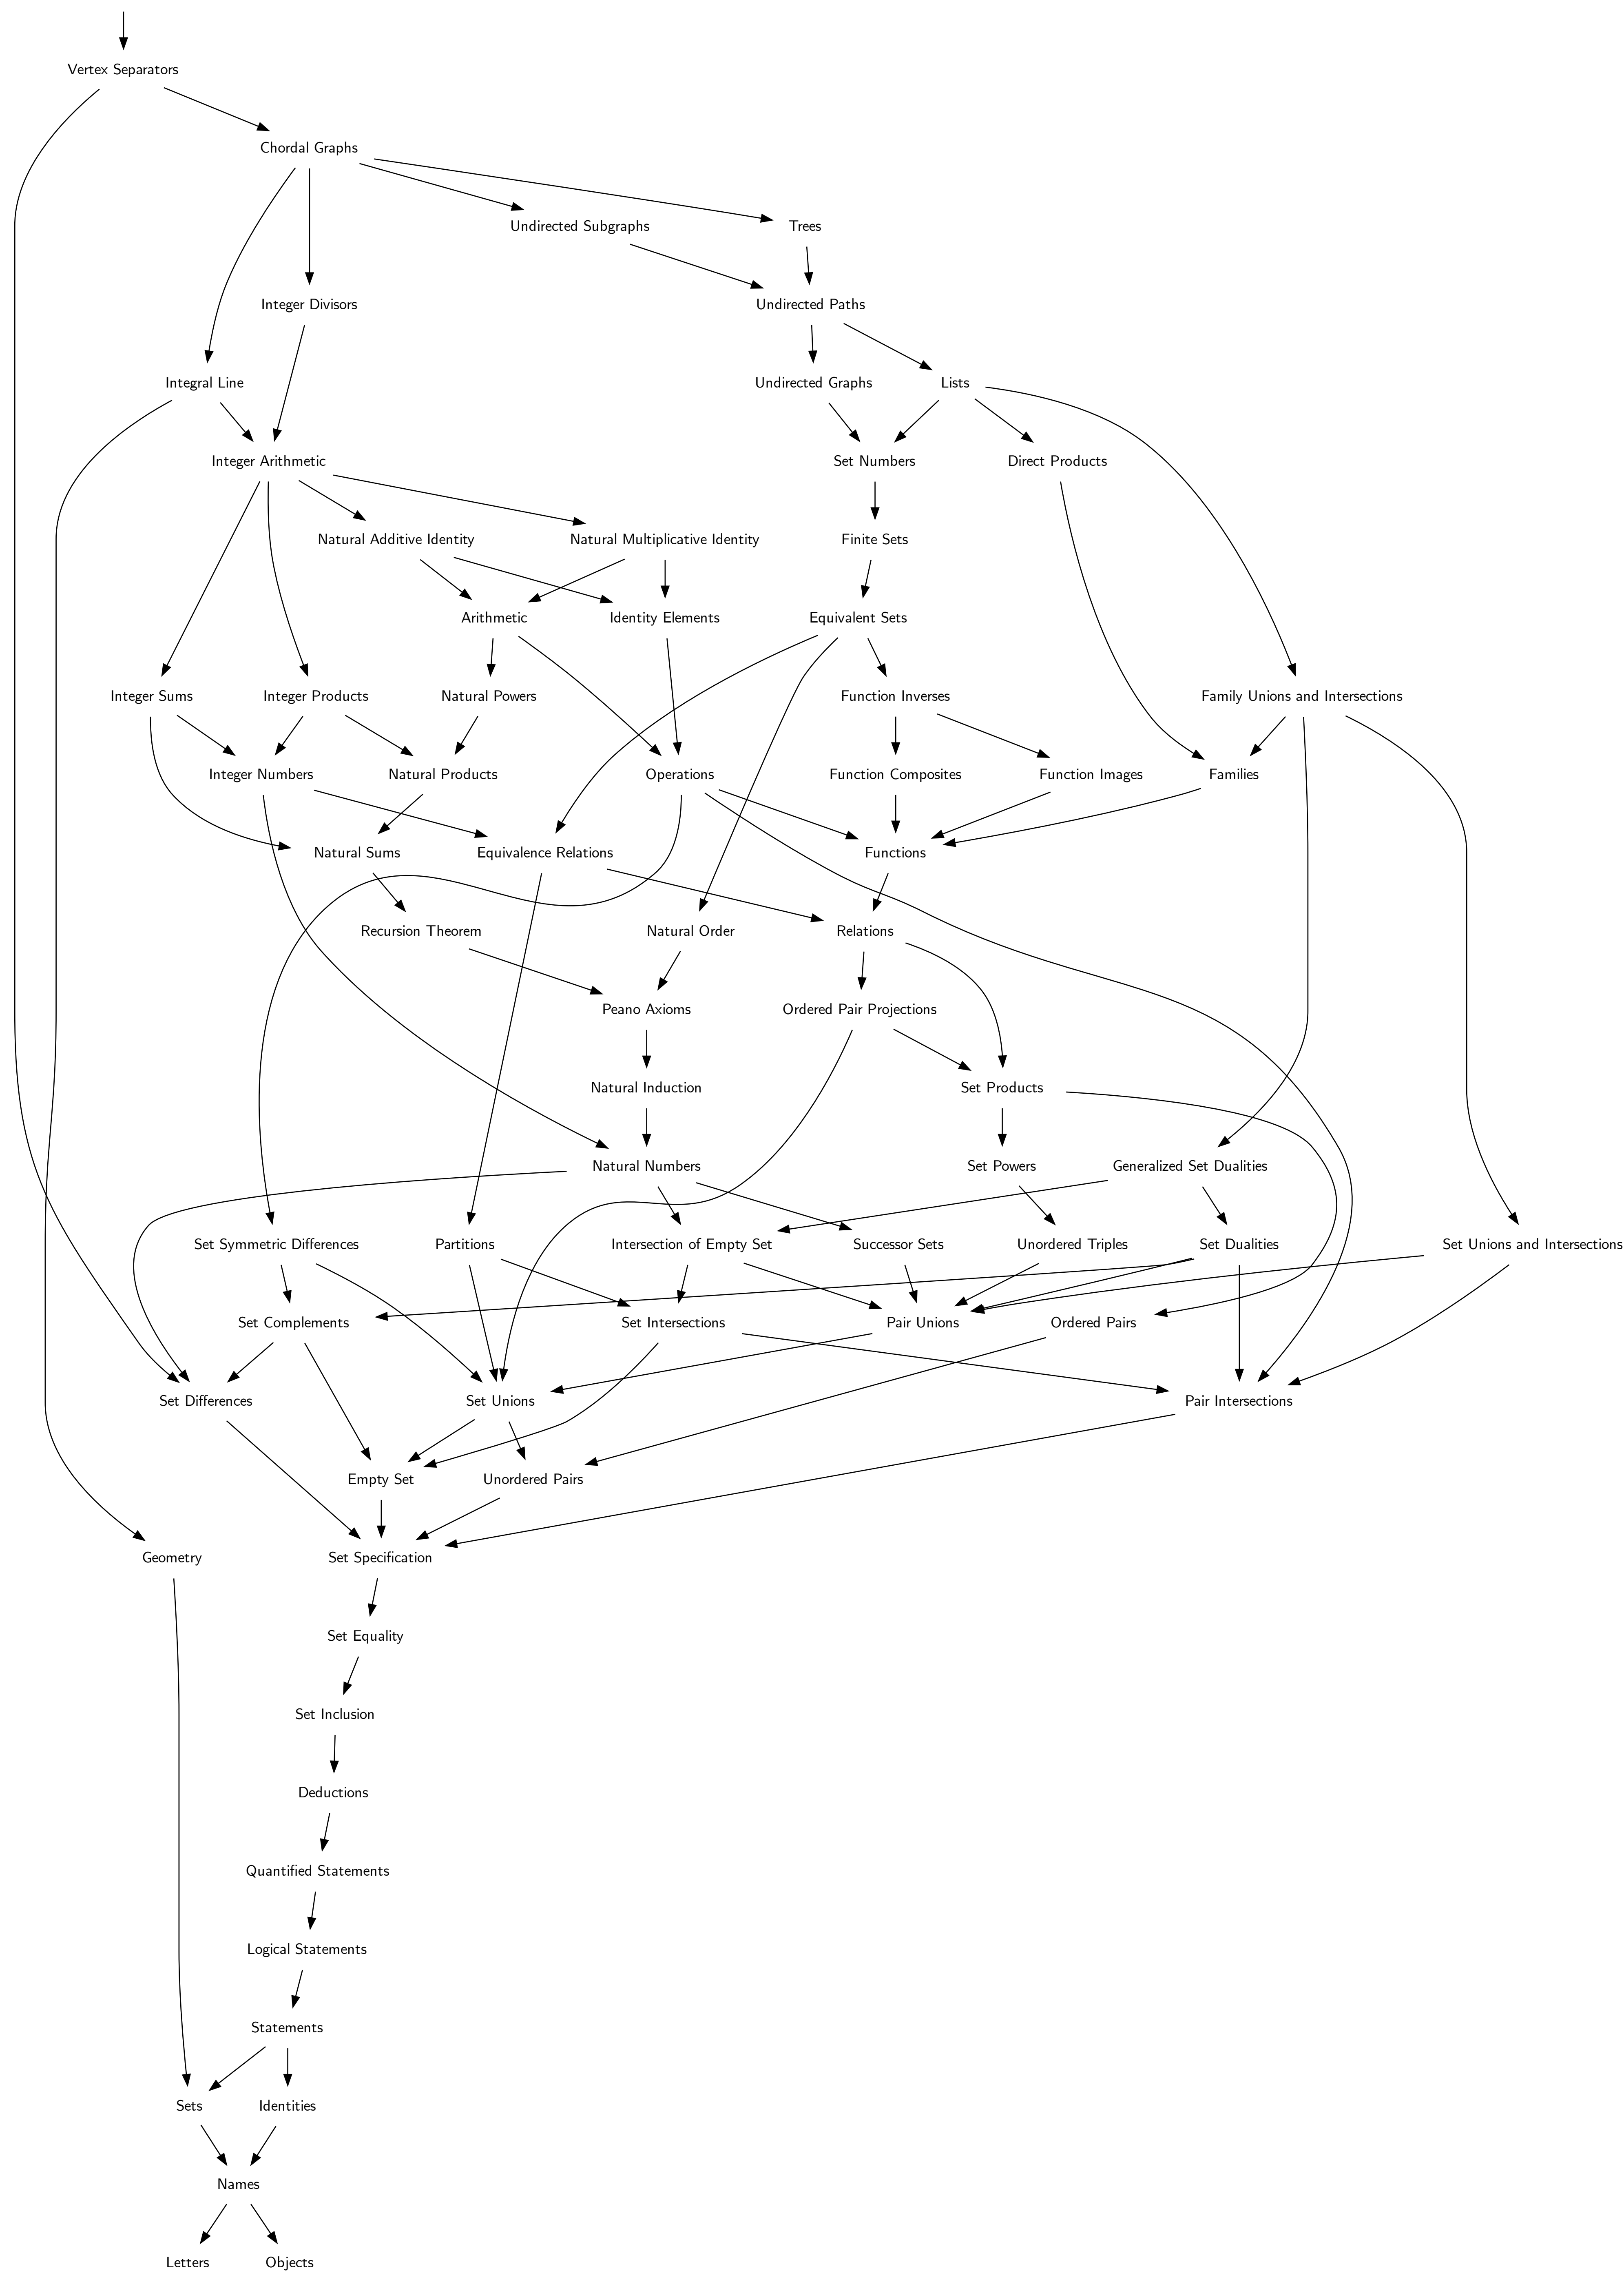 Vertex Separators
Chordal Graphs
Undirected Subgraphs
Trees
Integer Divisors
Undirected Paths
Integral Line
Undirected Graphs
Lists
Integer Arithmetic
Set Numbers
Direct Products
Natural Additive Identity
Natural Multiplicative Identity
Finite Sets
Arithmetic
Identity Elements
Equivalent Sets
Integer Sums
Integer Products
Natural Powers
Function Inverses
Family Unions and Intersections
Integer Numbers
Natural Products
Operations
Function Composites
Function Images
Families
Natural Sums
Equivalence Relations
Functions
Recursion Theorem
Natural Order
Relations
Peano Axioms
Ordered Pair Projections
Natural Induction
Set Products
Natural Numbers
Set Powers
Generalized Set Dualities
Set Symmetric Differences
Partitions
Intersection of Empty Set
Successor Sets
Unordered Triples
Set Dualities
Set Unions and Intersections
Set Complements
Set Intersections
Pair Unions
Ordered Pairs
Set Differences
Set Unions
Pair Intersections
Empty Set
Unordered Pairs
Geometry
Set Specification
Set Equality
Set Inclusion
Deductions
Quantified Statements
Logical Statements
Statements
Sets
Identities
Names
Letters
Objects